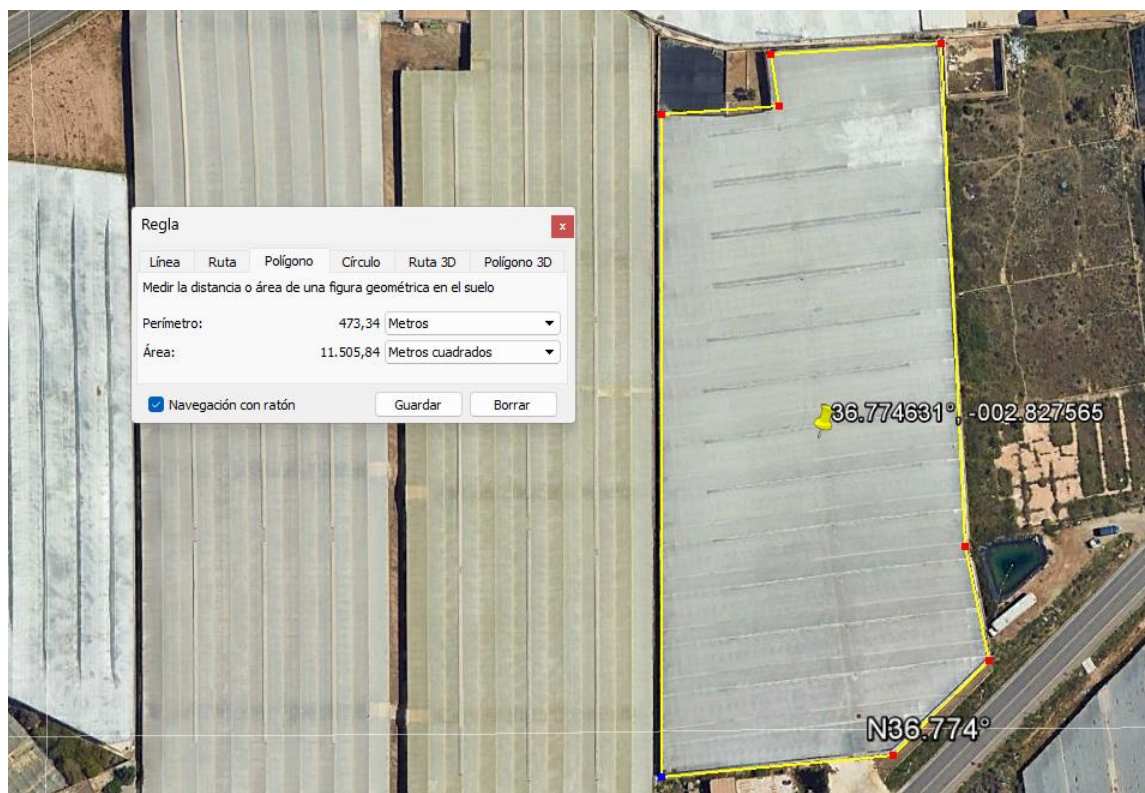 Regla
x
Línea Ruta Polígono Círculo Ruta 3D Polígono 3D
Medir la distancia o área de una figura geométrica en el suelo
Perímetro: 473,34 Metros
Área: 11.505,84 Metros cuadrados
Navegación con ratón Guardar Borrar
36.774631°, -002.827565
N36.774°